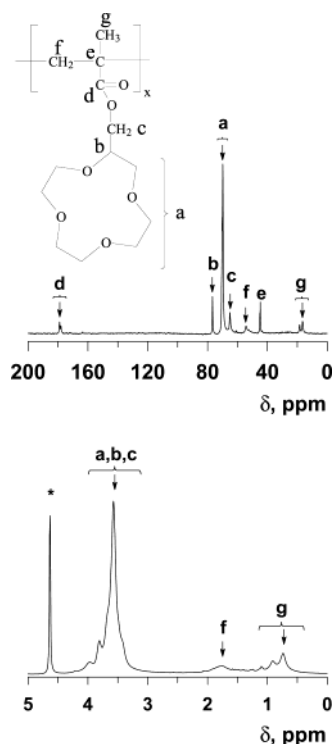 g
f CH₃
CH₂ e C
d C=O x
O
CH₂ c
b
O
O O a
O
a
d b c f e g
200 160 120 80 40 0
δ, ppm
a,b,c
*
f g
5 4 3 2 1 0
δ, ppm